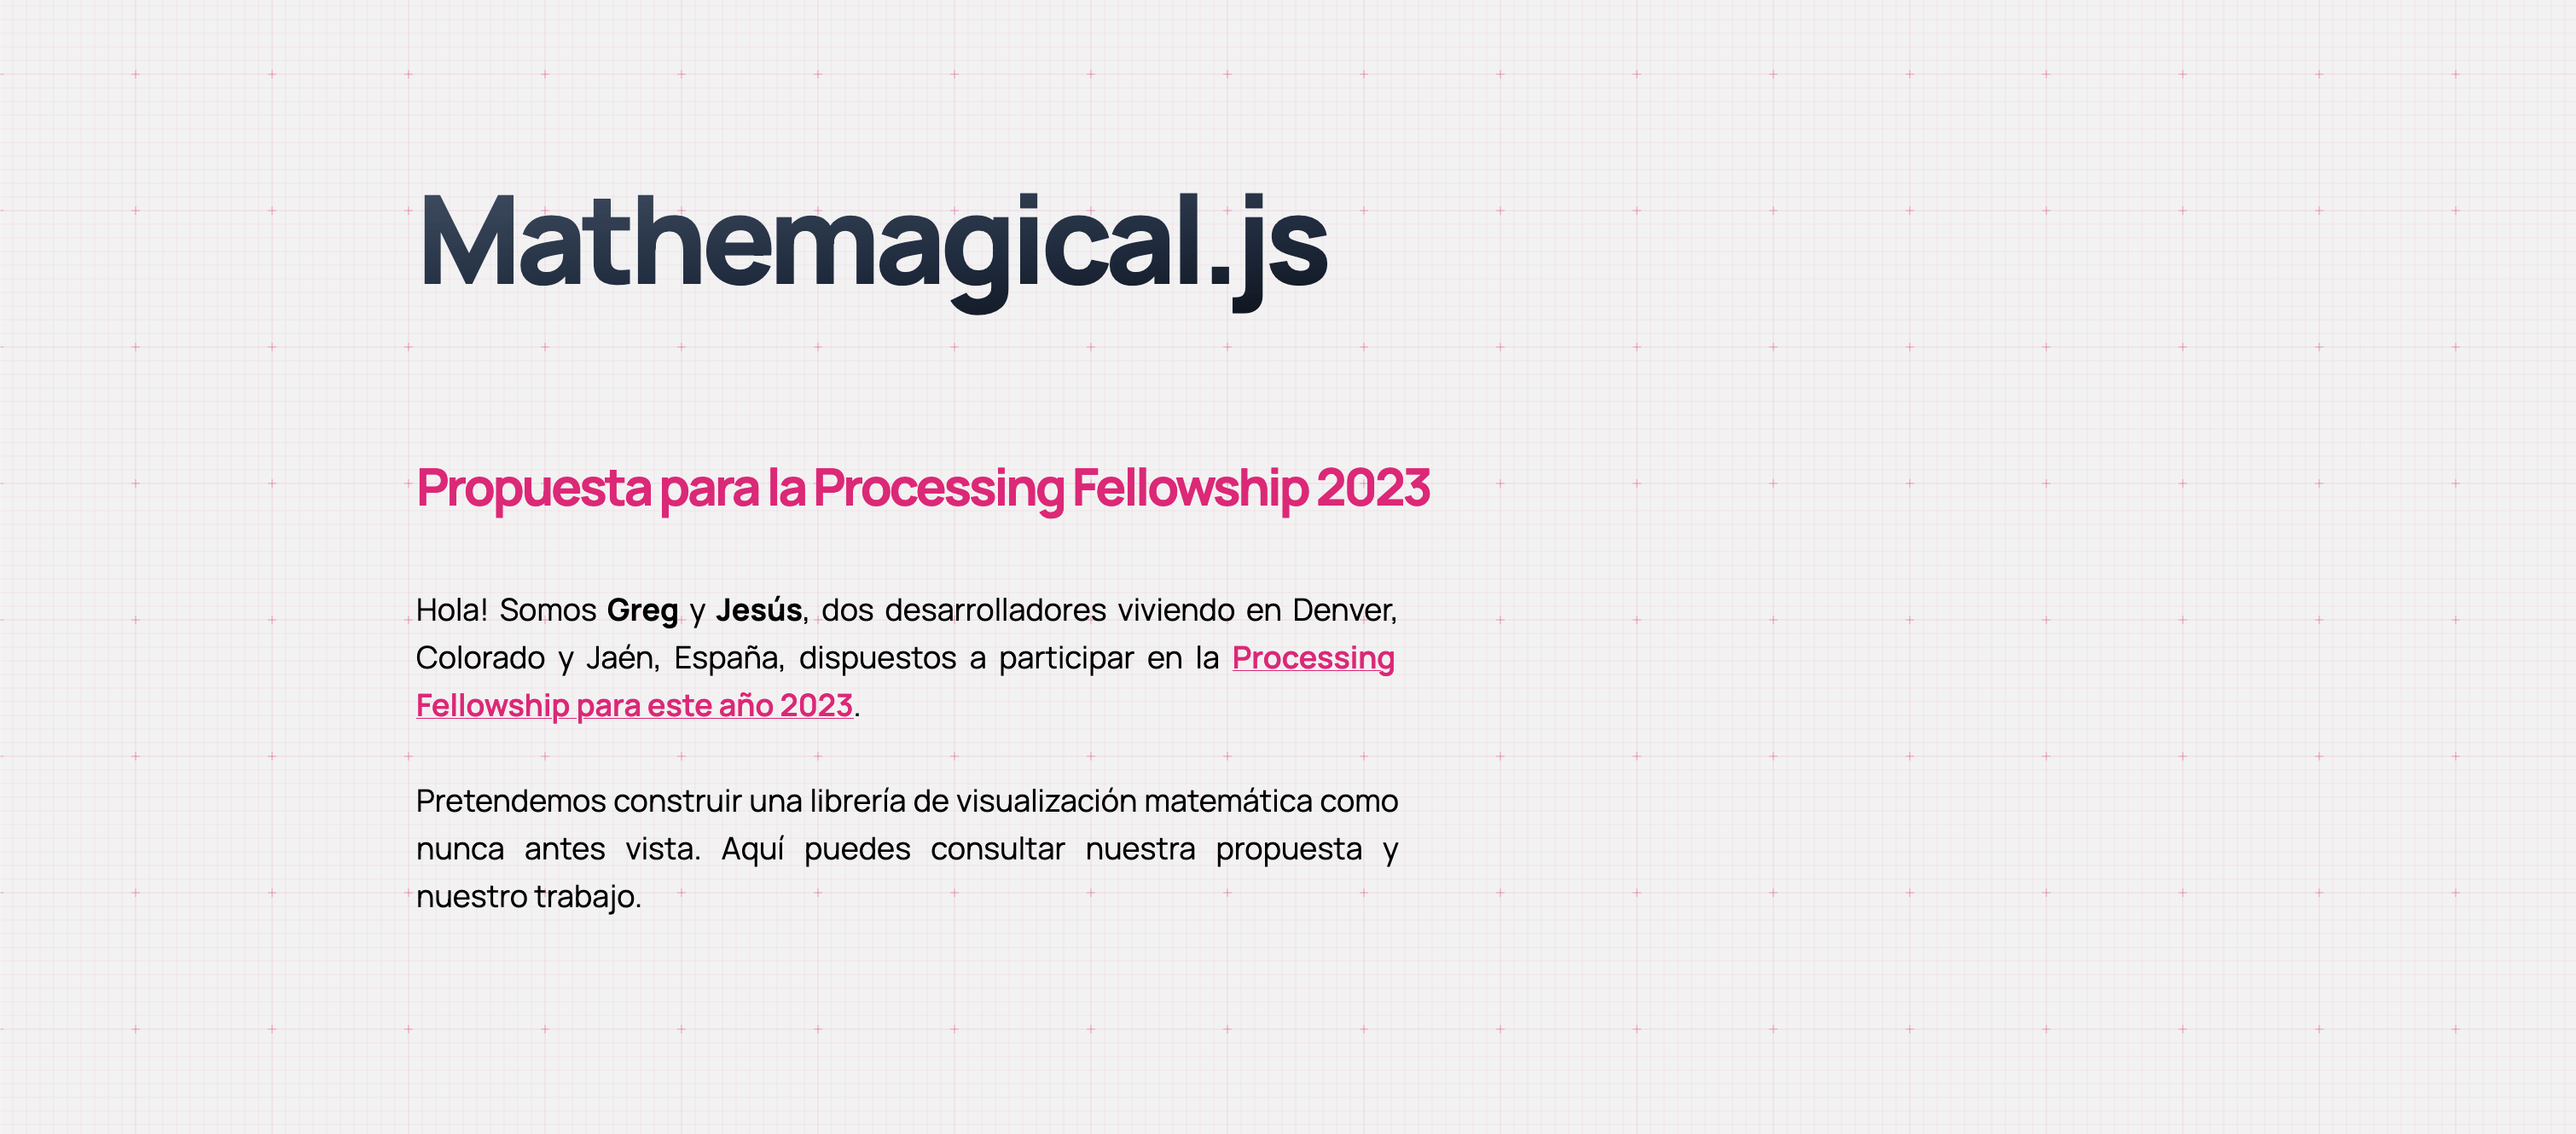 Mathemagical.js
Propuesta para la Processing Fellowship 2023
Hola! Somos Greg y Jesús, dos desarrolladores viviendo en Denver,
Colorado y Jaén, España, dispuestos a participar en la Processing
Fellowship para este año 2023.
Pretendemos construir una librería de visualización matemática como
nunca antes vista. Aquí puedes consultar nuestra propuesta y
nuestro trabajo.